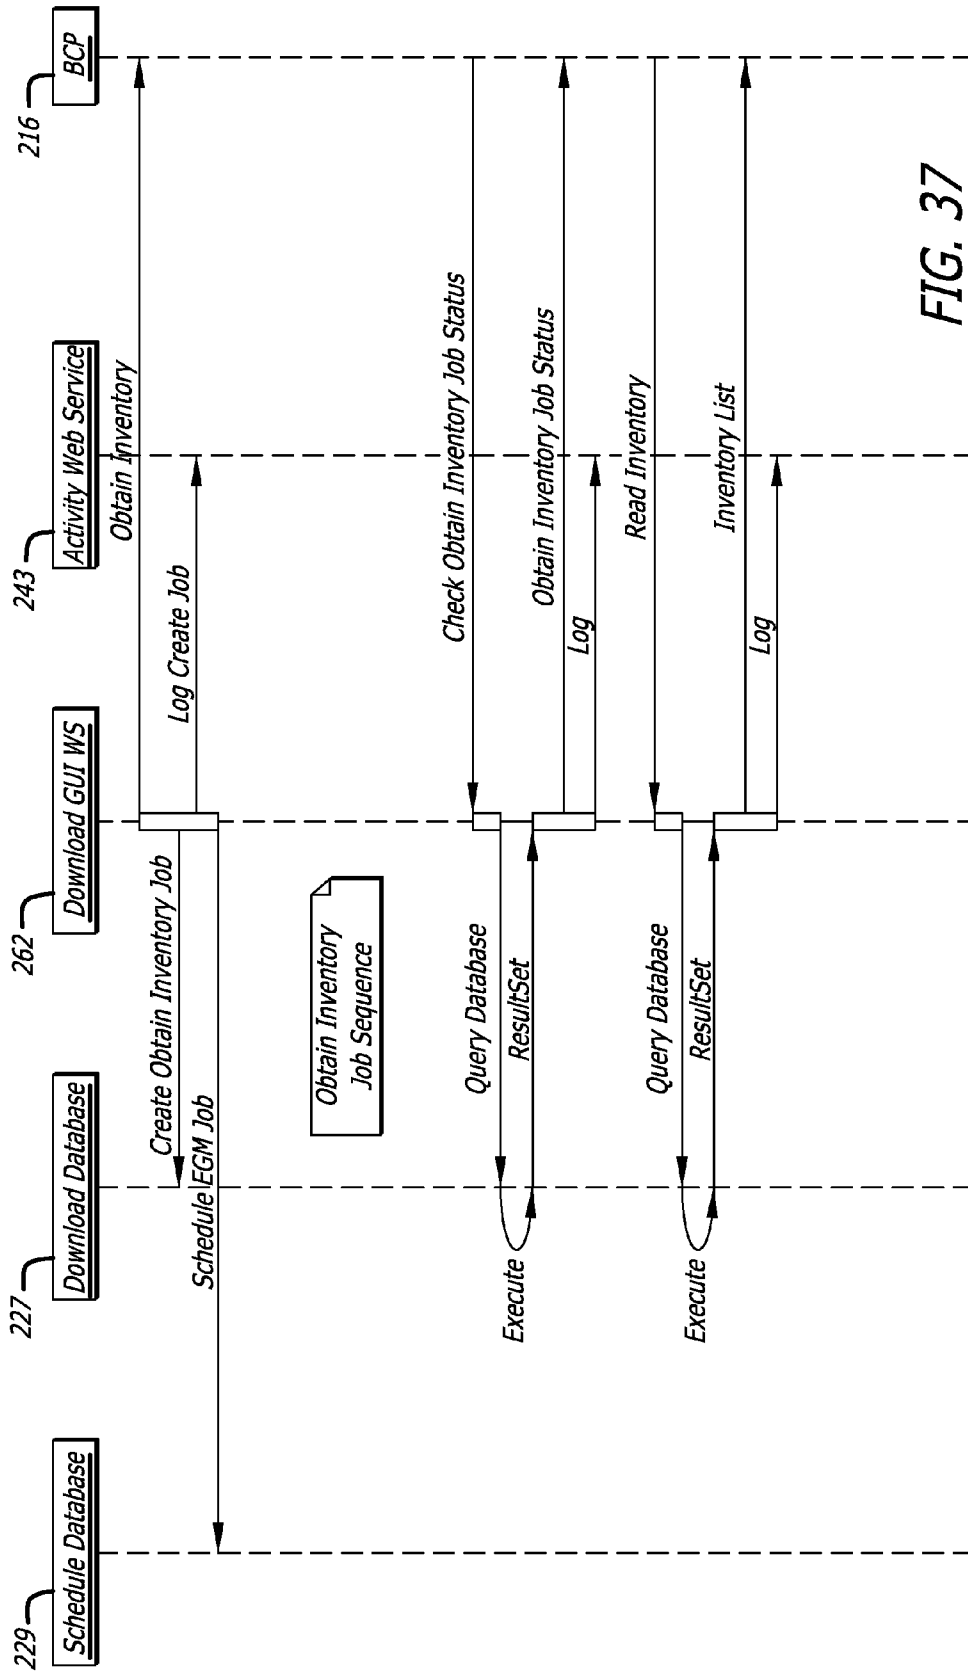 229
Schedule Database
227
Download Database
262
Download GUI WS
243
Activity Web Service
216
BCP
Obtain Inventory
Create Obtain Inventory Job
Log Create Job
Schedule EGM Job
Obtain Inventory
Job Sequence
Check Obtain Inventory Job Status
Query Database
Execute
ResultSet
Obtain Inventory Job Status
Log
Read Inventory
Query Database
Execute
ResultSet
Inventory List
Log
FIG. 37